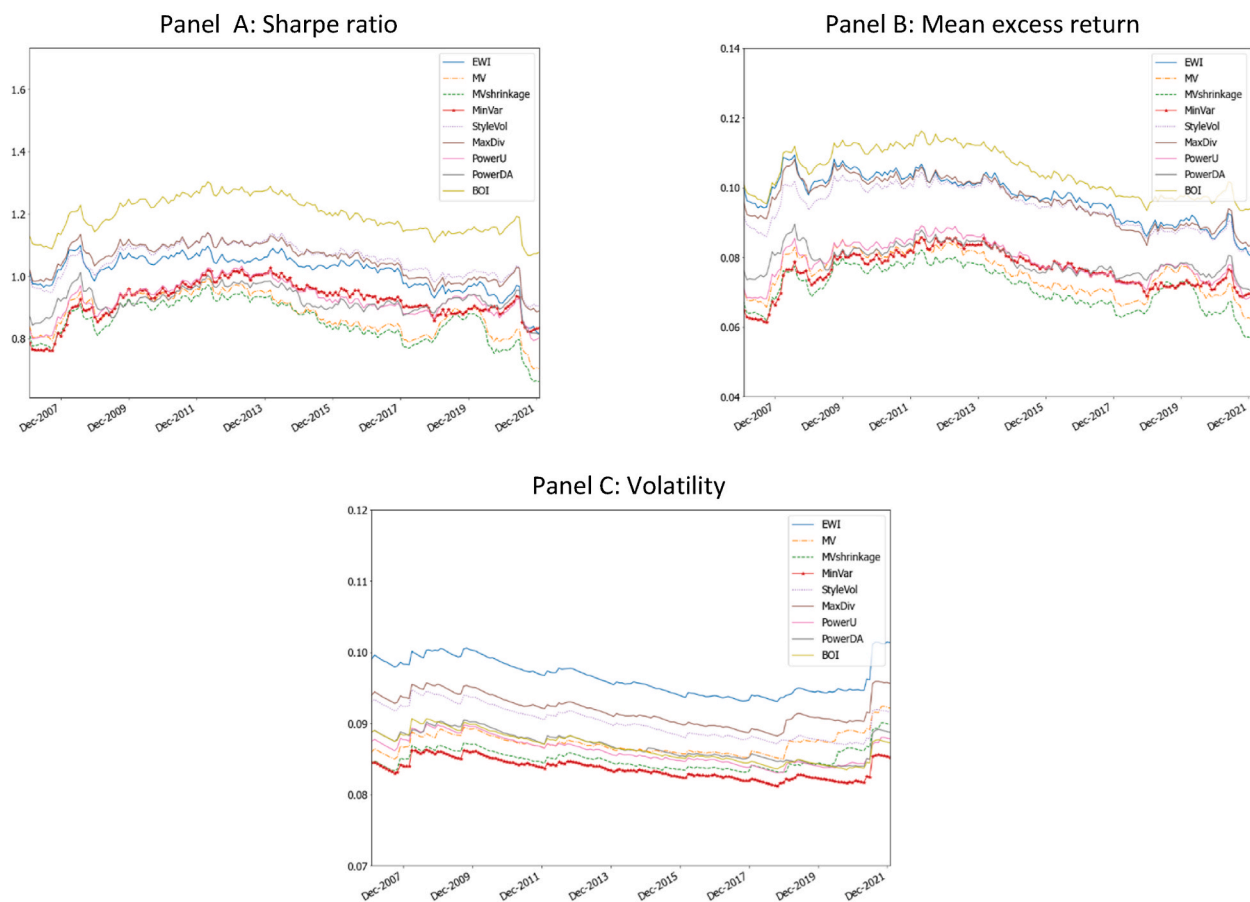 Panel A: Sharpe ratio
1.6
1.4
1.2
1.0
0.8
EWI
MV
MVshrinkage
MinVar
StyleVol
MaxDiv
PowerU
PowerDA
BOI
Dec-2007
Dec-2009
Dec-2011
Dec-2013
Dec-2015
Dec-2017
Dec-2019
Dec-2021
Panel B: Mean excess return
0.14
0.12
0.10
0.08
0.06
0.04
EWI
MV
MVshrinkage
MinVar
StyleVol
MaxDiv
PowerU
PowerDA
BOI
Dec-2007
Dec-2009
Dec-2011
Dec-2013
Dec-2015
Dec-2017
Dec-2019
Dec-2021
Panel C: Volatility
0.12
0.11
0.10
0.09
0.08
0.07
EWI
MV
MVshrinkage
MinVar
StyleVol
MaxDiv
PowerU
PowerDA
BOI
Dec-2007
Dec-2009
Dec-2011
Dec-2013
Dec-2015
Dec-2017
Dec-2019
Dec-2021